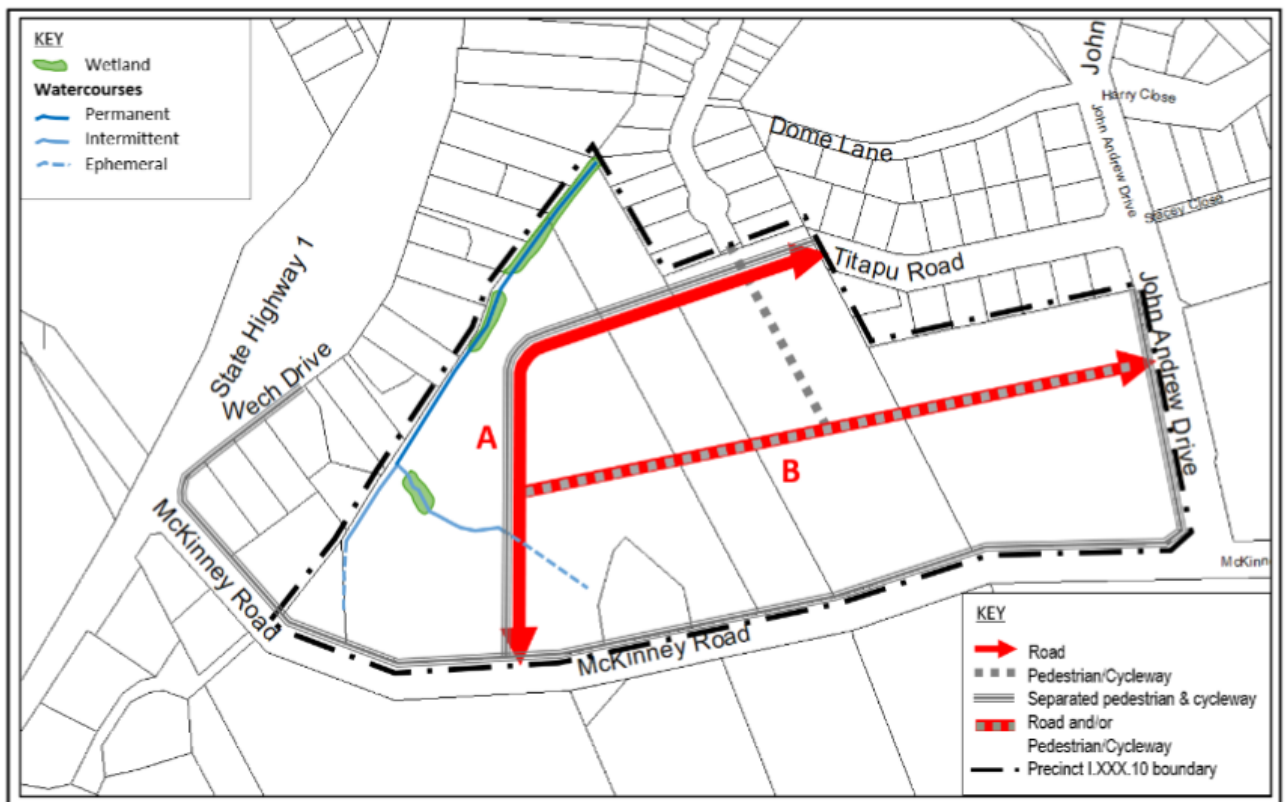 KEY
Wetland
Watercourses
Permanent
Intermittent
Ephemeral
John
Harry Close
John Andrew Drive
Dome Lane
Stacey Close
Titapu Road
John Andrew Drive
State Highway 1
Wech Drive
A
B
McKinney Road
McKinney Road
McKinn
KEY
Road
Pedestrian/Cycleway
Separated pedestrian & cycleway
Road and/or
Pedestrian/Cycleway
Precinct I.XXX.10 boundary